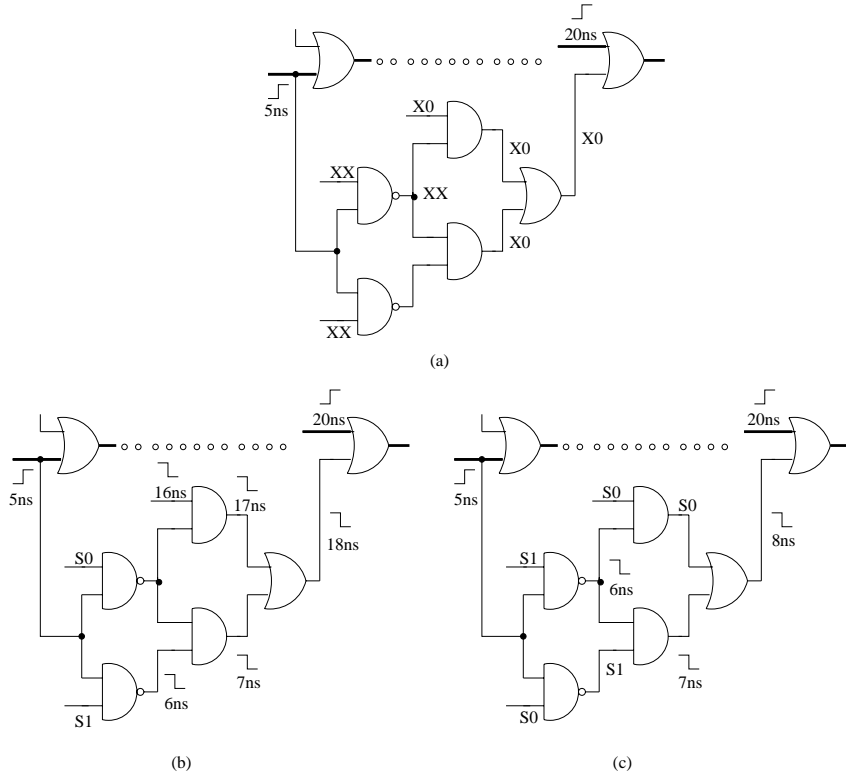 20ns
5ns
X0
X0
X0
XX
XX
X0
XX
(a)
20ns
5ns
16ns
17ns
18ns
S0
7ns
6ns
S1
(b)
20ns
5ns
S0
S0
8ns
S1
6ns
S1
7ns
S0
(c)